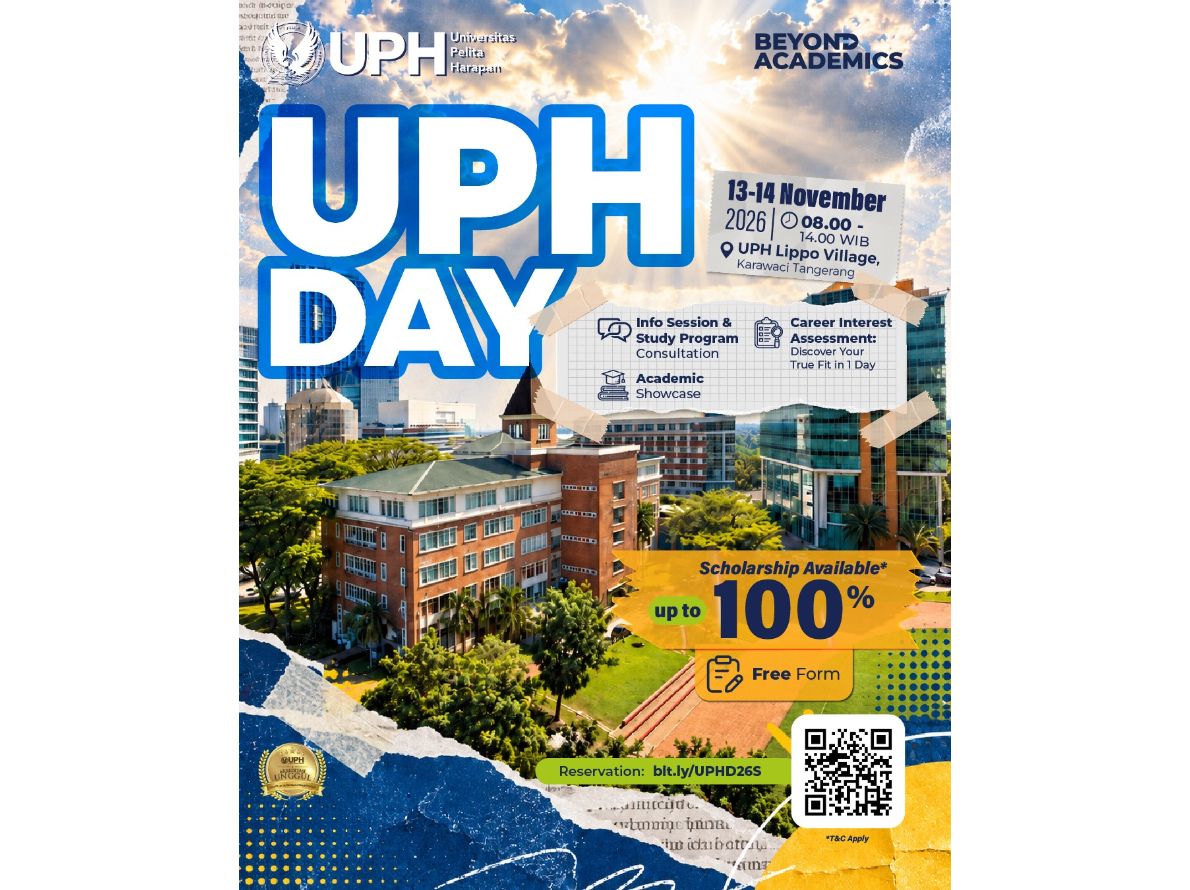 UPH
Universitas
Pelita
Harapan
BEYOND
ACADEMICS
UPH
DAY
13-14 November
2026 | 08.00 -
14.00 WIB
UPH Lippo Village,
Karawaci Tangerang
Info Session &
Study Program
Consultation
Career Interest
Assessment:
Discover Your
True Fit in 1 Day
Academic
Showcase
Scholarship Available*
up to 100%
Free Form
Reservation: blt.ly/UPHD26S
*T&C Apply
UPH
UNGGUL